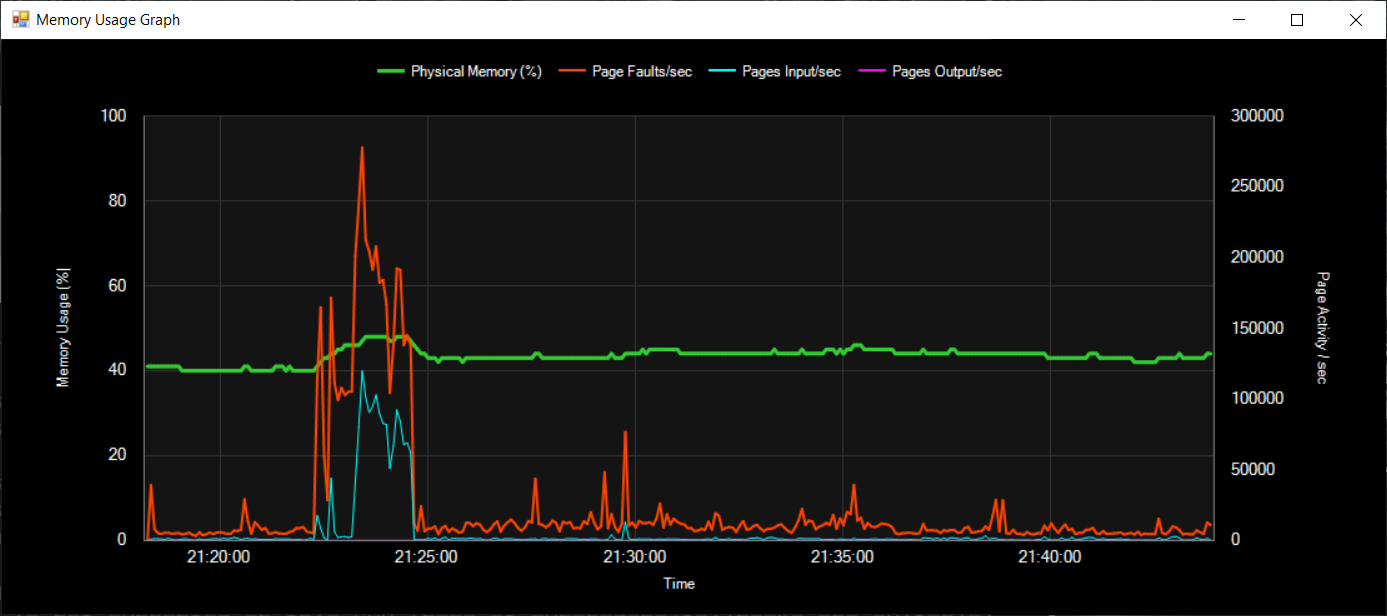 Memory Usage Graph
Physical Memory (%) Page Faults/sec Pages Input/sec Pages Output/sec
100 300000
250000
80
200000
60
150000
40
100000
20
50000
0 0
Memory Usage (%)
Page Activity / sec
21:20:00 21:25:00 21:30:00 21:35:00 21:40:00
Time